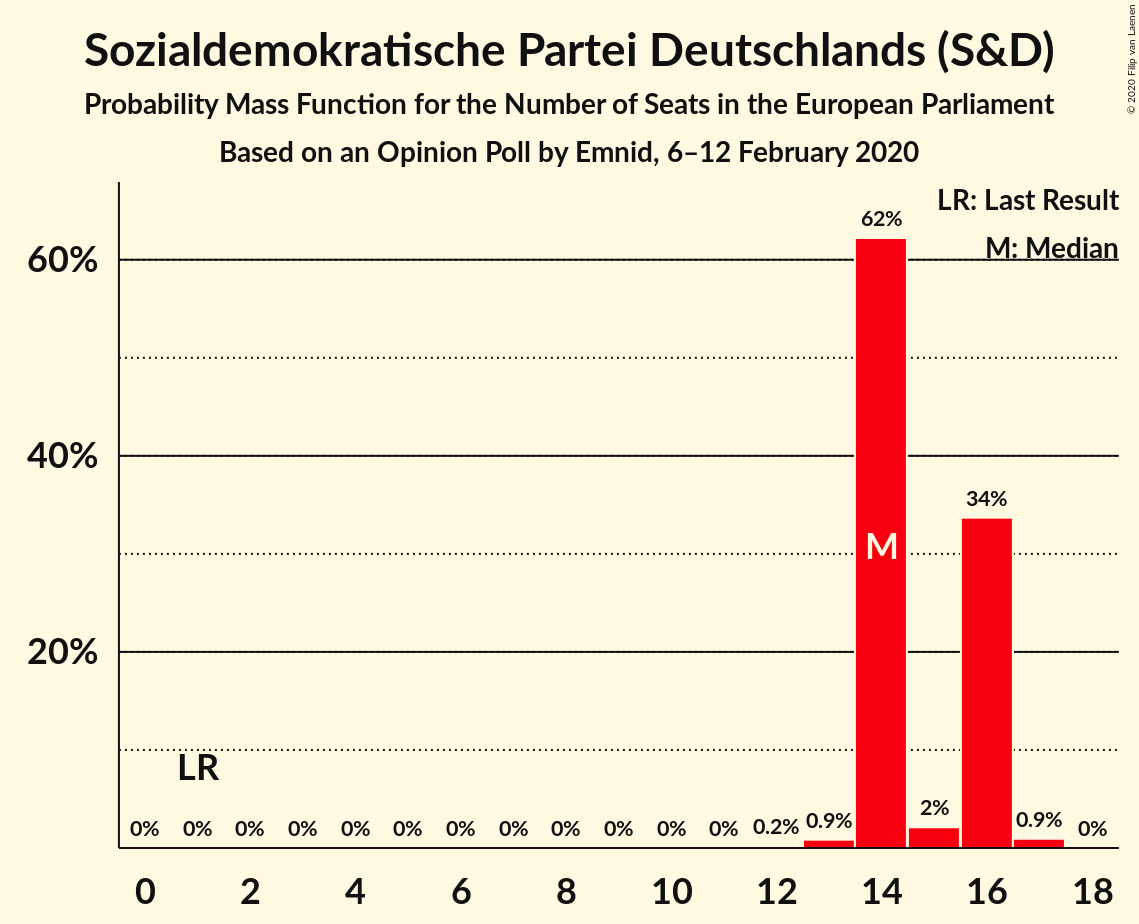 Sozialdemokratische Partei Deutschlands (S&D)
Probability Mass Function for the Number of Seats in the European Parliament
Based on an Opinion Poll by Emnid, 6–12 February 2020
© 2020 Filip van Laenen
LR: Last Result
M: Median
62%
60%
34%
40%
M
20%
LR
0% 0% 0% 0% 0% 0% 0% 0% 0% 0% 0% 0% 0.2% 0.9% 2% 0.9% 0%
0 2 4 6 8 10 12 14 16 18